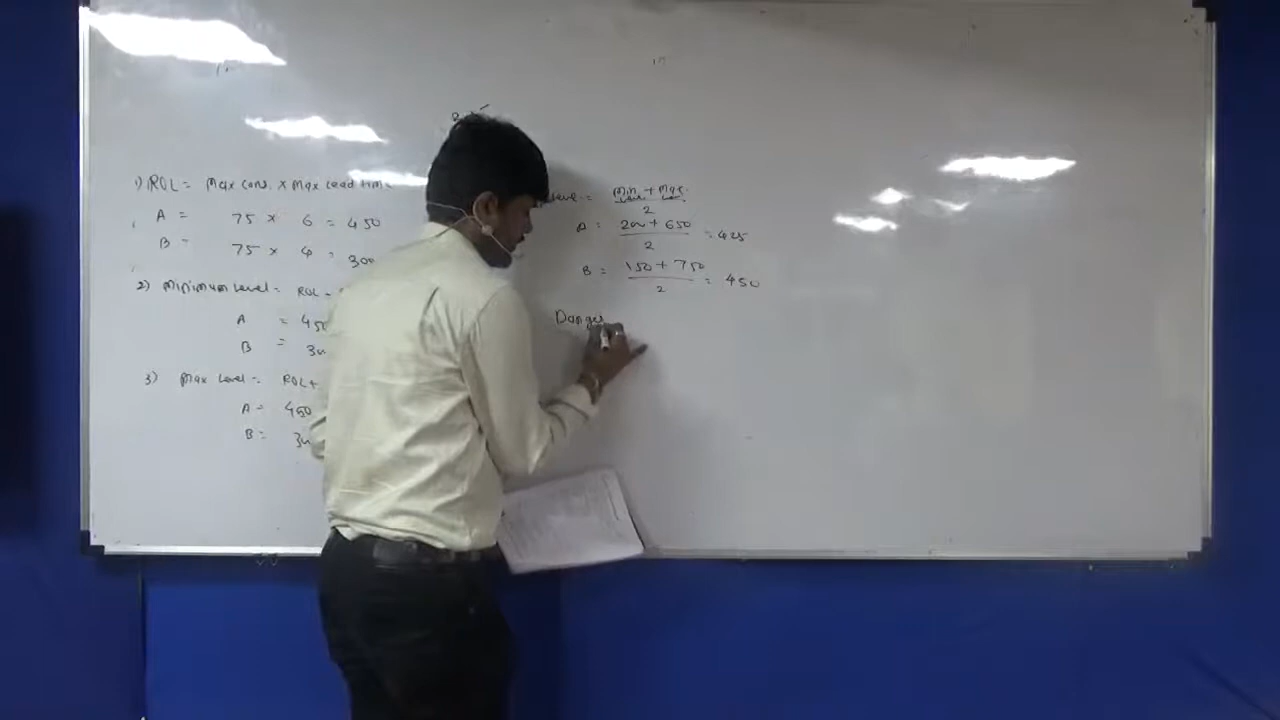 1) ROL = Max Cons. x Max Lead time
A = 75 x 6 = 450
B = 75 x 4 = 300
2) Minimum Level = ROL -
A = 450
B = 300
3) Max Level = ROL +
A = 450
B = 300
Level = Min + Max
2
A = 200 + 650 = 425
2
B = 150 + 750 = 450
2
Danger